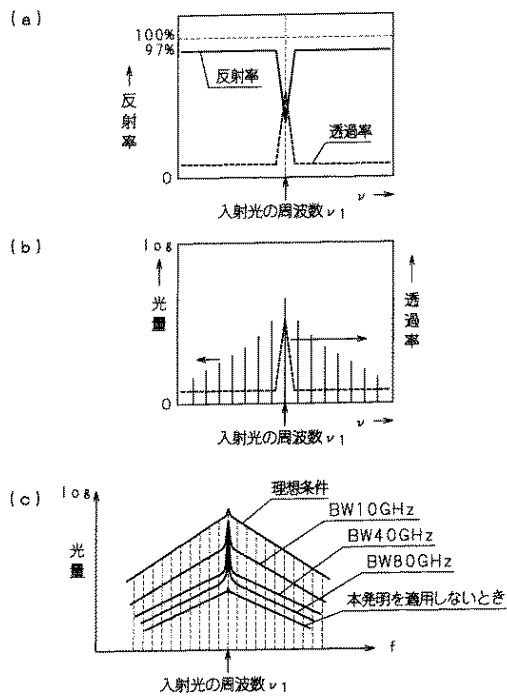 (a)
100%
97%
反射率
反射率
透過率
0
ν
入射光の周波数ν1
(b)
log
光量
透過率
0
ν
入射光の周波数ν1
(c)
log
光量
理想条件
BW10GHz
BW40GHz
BW80GHz
本発明を適用しないとき
f
入射光の周波数ν1